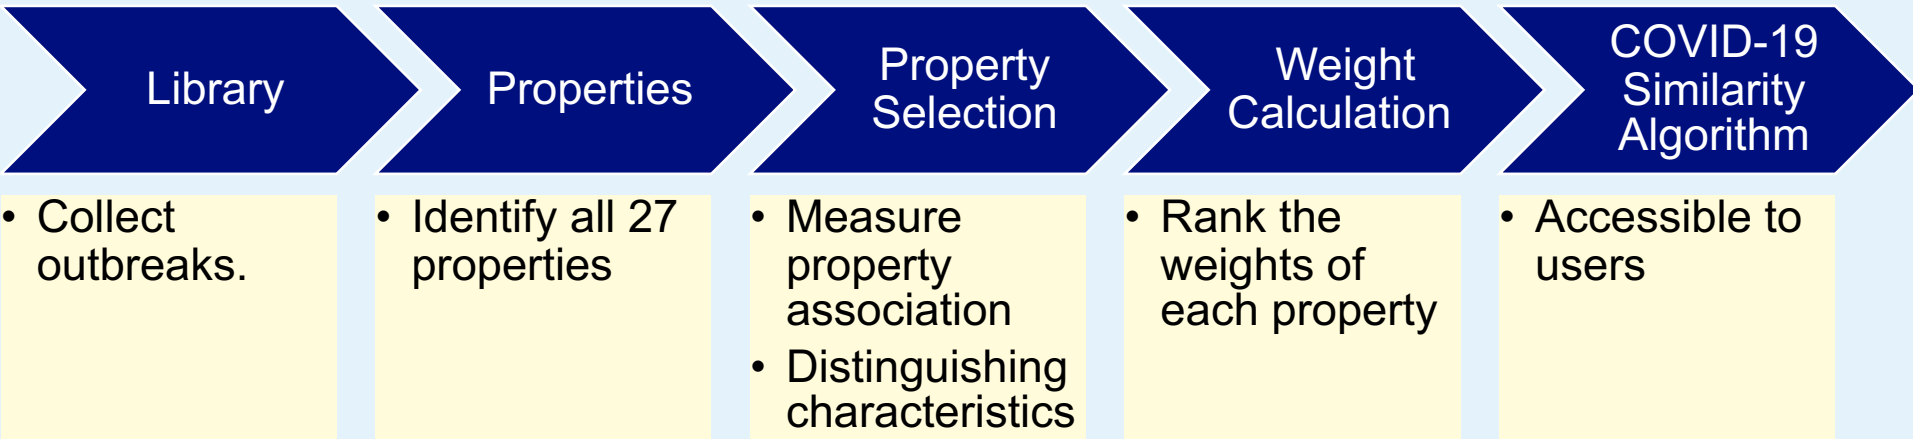 Library
Properties
Property
Selection
Weight
Calculation
COVID-19
Similarity
Algorithm
• Collect
outbreaks.
• Identify all 27
properties
• Measure
property
association
• Distinguishing
characteristics
• Rank the
weights of
each property
• Accessible to
users